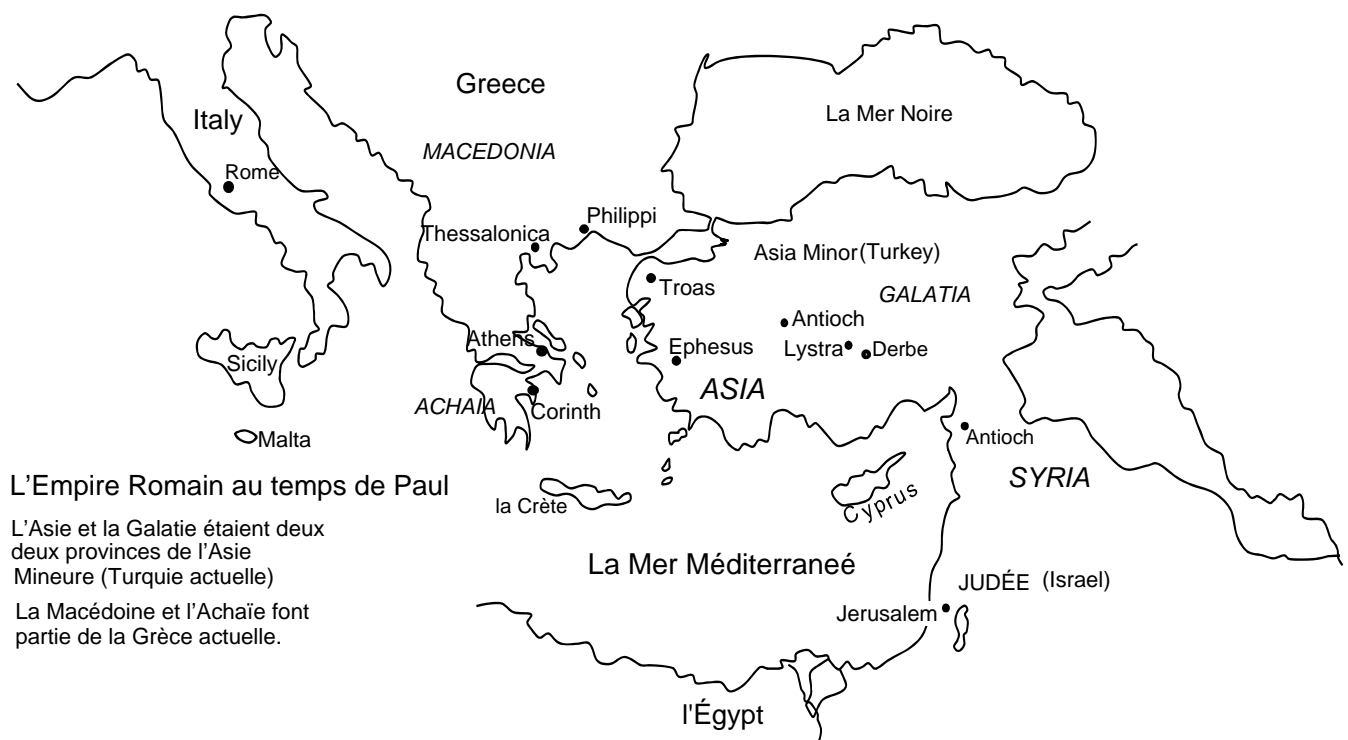 Greece
La Mer Noire
Italy
MACEDONIA
Rome
Philippi
Thessalonica
Asia Minor (Turkey)
Troas
GALATIA
Antioch
Athens
Ephesus
Lystra
Derbe
Sicily
ASIA
ACHAIA
Corinth
Malta
Antioch
SYRIA
L’Empire Romain au temps de Paul
la Crète
Cyprus
L’Asie et la Galatie étaient deux
deux provinces de l’Asie
Mineure (Turquie actuelle)
La Mer Méditerraneé
JUDÉE (Israel)
La Macédoine et l’Achaïe font
partie de la Grèce actuelle.
Jerusalem
l'Égypt